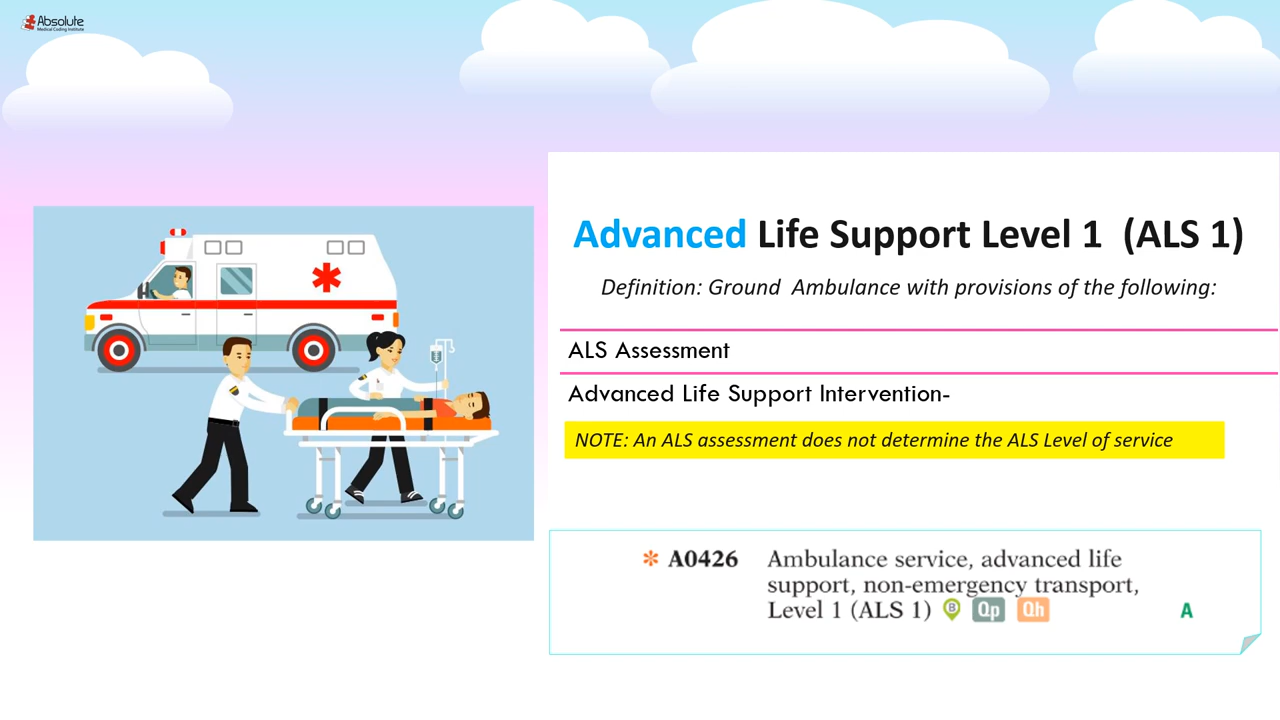 Absolute
Medical Coding Institute
Advanced Life Support Level 1 (ALS 1)
Definition: Ground Ambulance with provisions of the following:
ALS Assessment
Advanced Life Support Intervention-
NOTE: An ALS assessment does not determine the ALS Level of service
* A0426 Ambulance service, advanced life
support, non-emergency transport,
Level 1 (ALS 1) B Qp Qh A